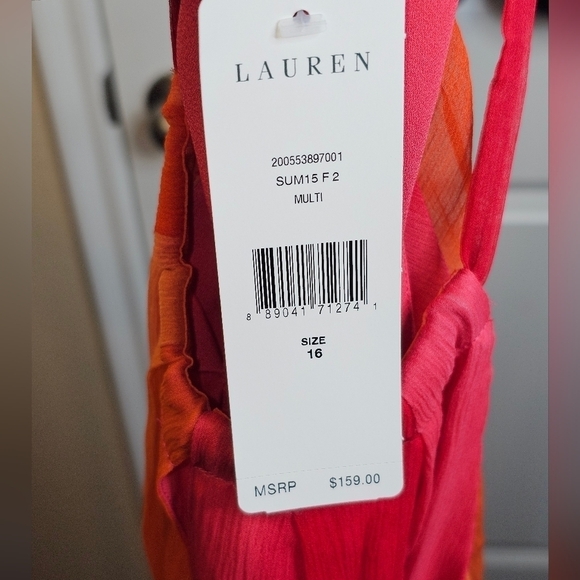 LAUREN
200553897001
SUM15 F 2
MULTI
8 89041 71274 1
SIZE
16
MSRP $159.00